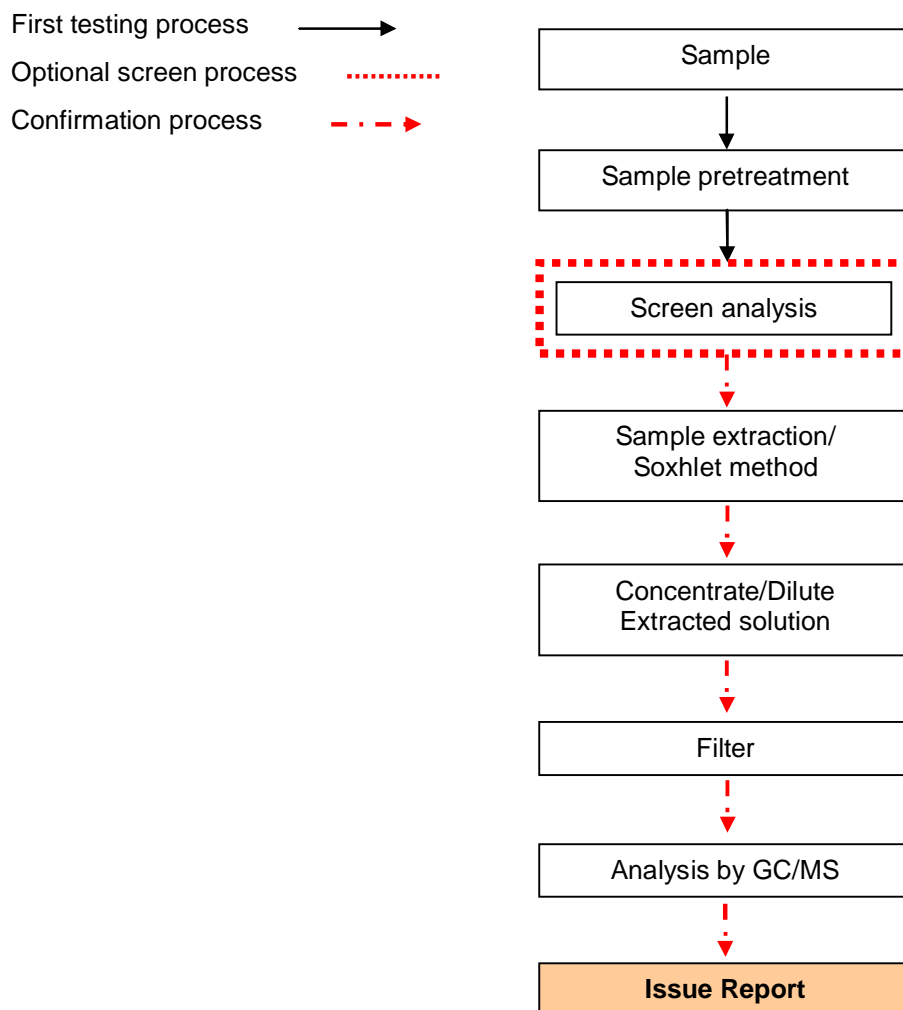 First testing process
Optional screen process
Confirmation process
Sample
Sample pretreatment
Screen analysis
Sample extraction/
Soxhlet method
Concentrate/Dilute
Extracted solution
Filter
Analysis by GC/MS
Issue Report